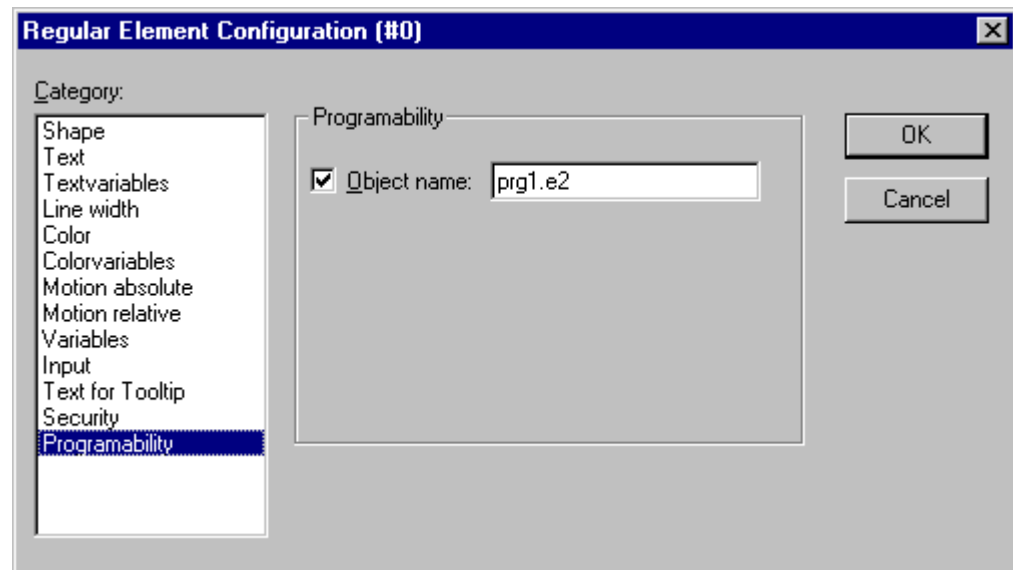 Regular Element Configuration (#0)
Category:
Shape
Text
Textvariables
Line width
Color
Colorvariables
Motion absolute
Motion relative
Variables
Input
Text for Tooltip
Security
Programability
Programability
Object name: prg1.e2
OK
Cancel